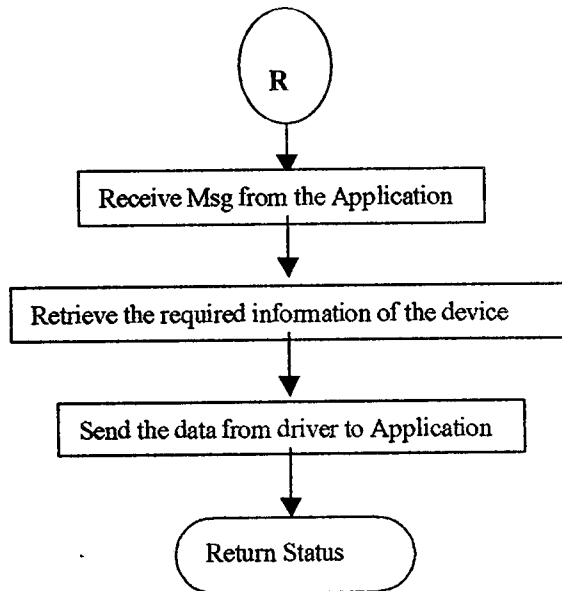 R
Receive Msg from the Application
Retrieve the required information of the device
Send the data from driver to Application
Return Status